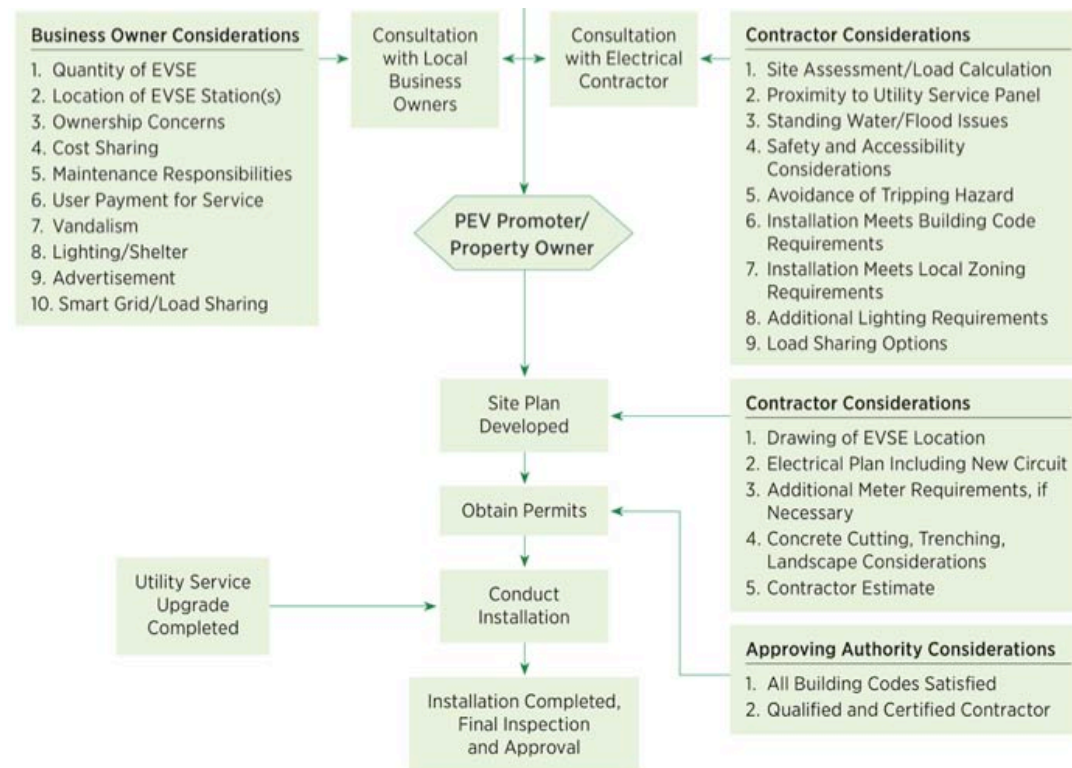 Business Owner Considerations
1. Quantity of EVSE
2. Location of EVSE Station(s)
3. Ownership Concerns
4. Cost Sharing
5. Maintenance Responsibilities
6. User Payment for Service
7. Vandalism
8. Lighting/Shelter
9. Advertisement
10. Smart Grid/Load Sharing
Consultation
with Local
Business
Owners
Consultation
with Electrical
Contractor
Contractor Considerations
1. Site Assessment/Load Calculation
2. Proximity to Utility Service Panel
3. Standing Water/Flood Issues
4. Safety and Accessibility
Considerations
5. Avoidance of Tripping Hazard
6. Installation Meets Building Code
Requirements
7. Installation Meets Local Zoning
Requirements
8. Additional Lighting Requirements
9. Load Sharing Options
PEV Promoter/
Property Owner
Site Plan
Developed
Contractor Considerations
1. Drawing of EVSE Location
2. Electrical Plan Including New Circuit
3. Additional Meter Requirements, if
Necessary
4. Concrete Cutting, Trenching,
Landscape Considerations
5. Contractor Estimate
Obtain Permits
Utility Service
Upgrade
Completed
Conduct
Installation
Approving Authority Considerations
1. All Building Codes Satisfied
2. Qualified and Certified Contractor
Installation Completed,
Final Inspection
and Approval